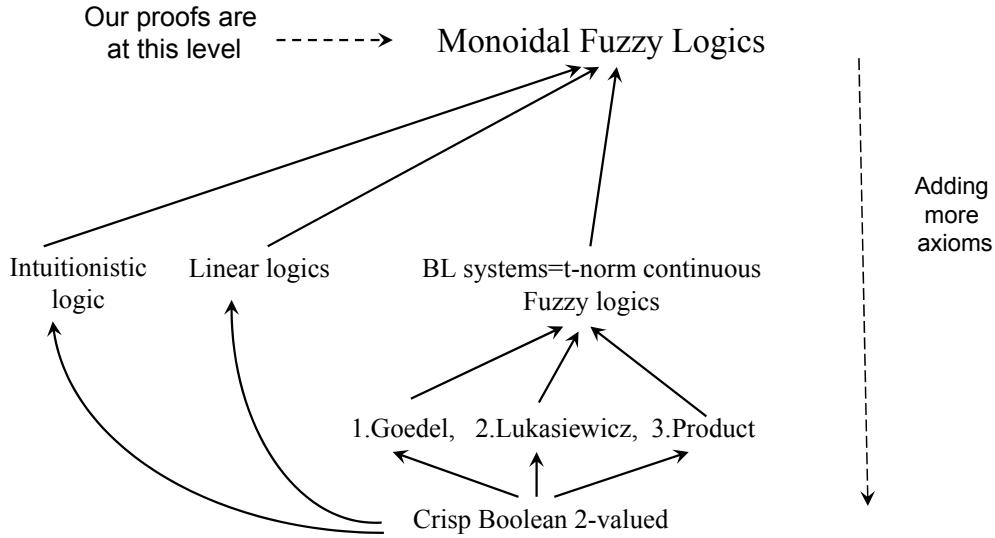 Our proofs are
at this level
Monoidal Fuzzy Logics
Adding
more
axioms
Intuitionistic
logic
Linear logics
BL systems=t-norm continuous
Fuzzy logics
1.Goedel, 2.Lukasiewicz, 3.Product
Crisp Boolean 2-valued